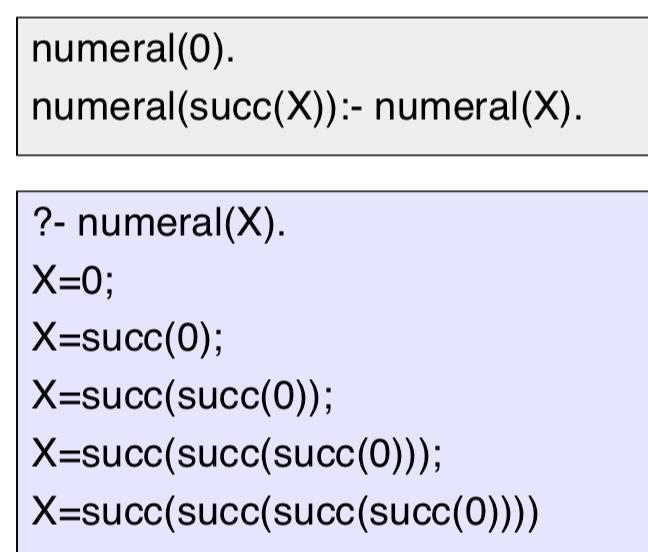 numeral(0).
numeral(succ(X)):- numeral(X).
?- numeral(X).
X=0;
X=succ(0);
X=succ(succ(0));
X=succ(succ(succ(0)));
X=succ(succ(succ(succ(0))))